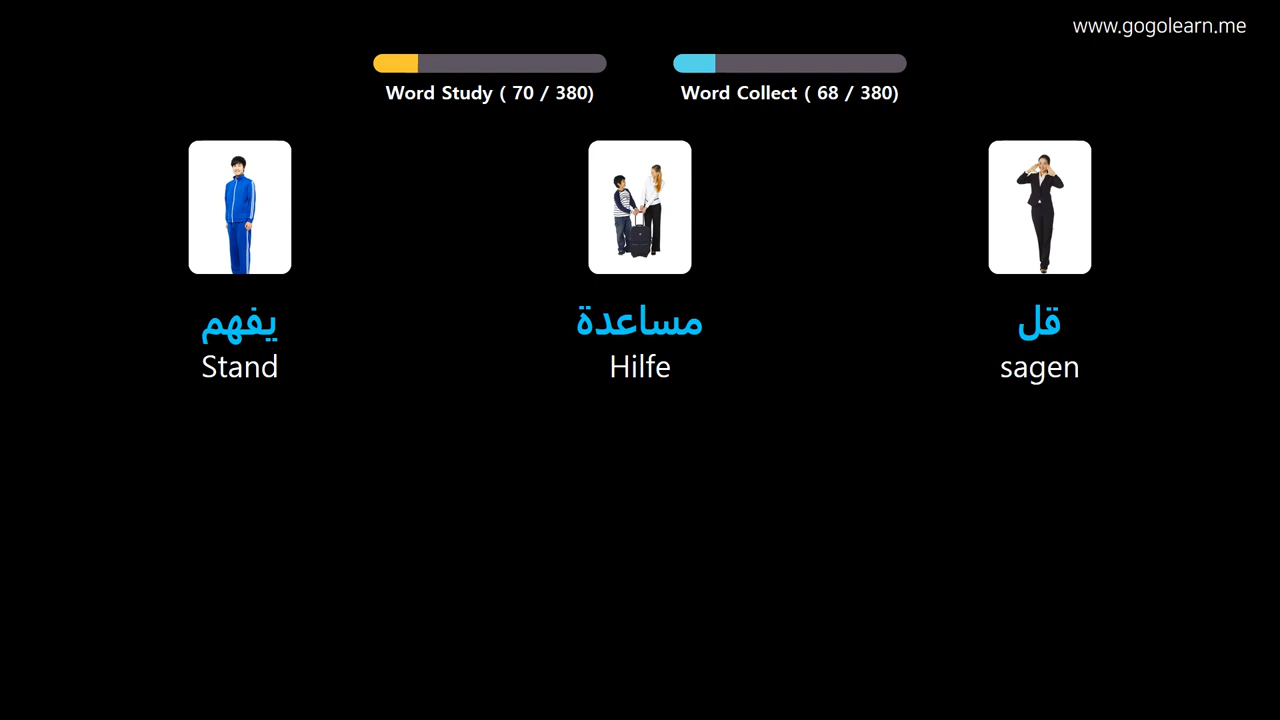 www.gogolearn.me
Word Study ( 70 / 380)
Word Collect ( 68 / 380)
يفهم
Stand
مساعدة
Hilfe
قل
sagen